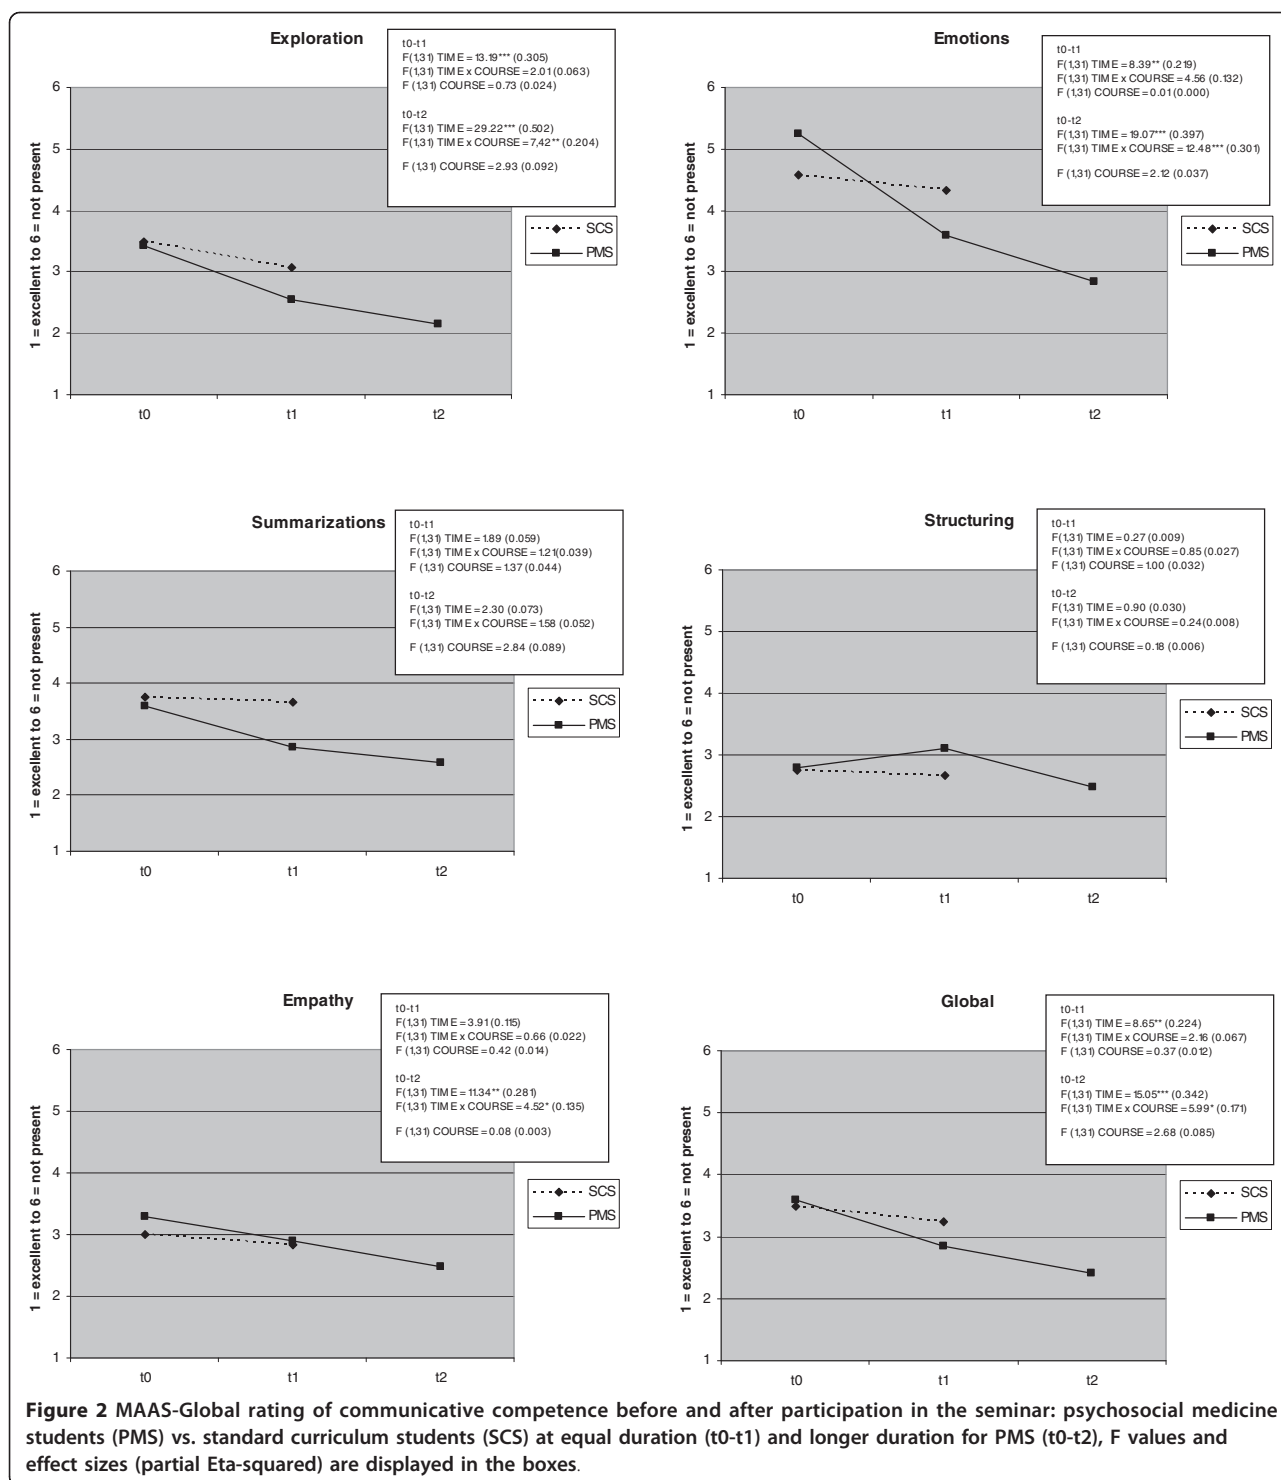 Exploration
t0-t1
F(1,31) TIME = 13.19*** (0.305)
F(1,31) TIME x COURSE = 2.01 (0.063)
F (1,31) COURSE = 0.73 (0.024)
t0-t2
F(1,31) TIME = 29.22*** (0.502)
F(1,31) TIME x COURSE = 7,42** (0.204)
F (1,31) COURSE = 2.93 (0.092)
1 = excellent to 6 = not present
6
5
4
3
2
1
t0 t1 t2
SCS
PMS
Emotions
t0-t1
F(1,31) TIME = 8.39** (0.219)
F(1,31) TIME x COURSE = 4.56 (0.132)
F (1,31) COURSE = 0.01 (0.000)
t0-t2
F(1,31) TIME = 19.07*** (0.397)
F(1,31) TIME x COURSE = 12.48*** (0.301)
F (1,31) COURSE = 2.12 (0.037)
1 = excellent to 6 = not present
6
5
4
3
2
1
t0 t1 t2
SCS
PMS
Summarizations
t0-t1
F(1,31) TIME = 1.89 (0.059)
F(1,31) TIME x COURSE = 1.21 (0.039)
F (1,31) COURSE = 1.37 (0.044)
t0-t2
F(1,31) TIME = 2.30 (0.073)
F(1,31) TIME x COURSE = 1.58 (0.052)
F (1,31) COURSE = 2.84 (0.089)
1 = excellent to 6 = not present
6
5
4
3
2
1
t0 t1 t2
SCS
PMS
Structuring
t0-t1
F(1,31) TIME = 0.27 (0.009)
F(1,31) TIME x COURSE = 0.85 (0.027)
F (1,31) COURSE = 1.00 (0.032)
t0-t2
F(1,31) TIME = 0.90 (0.030)
F(1,31) TIME x COURSE = 0.24 (0.008)
F (1,31) COURSE = 0.18 (0.006)
1 = excellent to 6 = not present
6
5
4
3
2
1
t0 t1 t2
SCS
PMS
Empathy
t0-t1
F(1,31) TIME = 3.91 (0.115)
F(1,31) TIME x COURSE = 0.66 (0.022)
F (1,31) COURSE = 0.42 (0.014)
t0-t2
F(1,31) TIME = 11.34** (0.281)
F(1,31) TIME x COURSE = 4.52* (0.135)
F (1,31) COURSE = 0.08 (0.003)
1 = excellent to 6 = not present
6
5
4
3
2
1
t0 t1 t2
SCS
PMS
Global
t0-t1
F(1,31) TIME = 8.65** (0.224)
F(1,31) TIME x COURSE = 2.16 (0.067)
F (1,31) COURSE = 0.37 (0.012)
t0-t2
F(1,31) TIME = 15.05*** (0.342)
F(1,31) TIME x COURSE = 5.99* (0.171)
F (1,31) COURSE = 2.68 (0.085)
1 = excellent to 6 = not present
6
5
4
3
2
1
t0 t1 t2
SCS
PMS
Figure 2 MAAS-Global rating of communicative competence before and after participation in the seminar: psychosocial medicine
students (PMS) vs. standard curriculum students (SCS) at equal duration (t0-t1) and longer duration for PMS (t0-t2), F values and
effect sizes (partial Eta-squared) are displayed in the boxes.